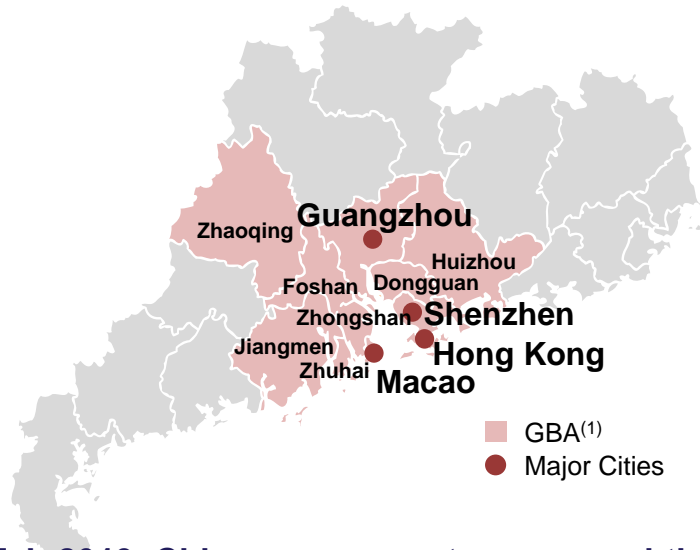 Guangzhou
Zhaoqing
Huizhou
Foshan
Dongguan
Zhongshan
Shenzhen
Jiangmen
Hong Kong
Zhuhai
Macao
GBA(1)
Major Cities